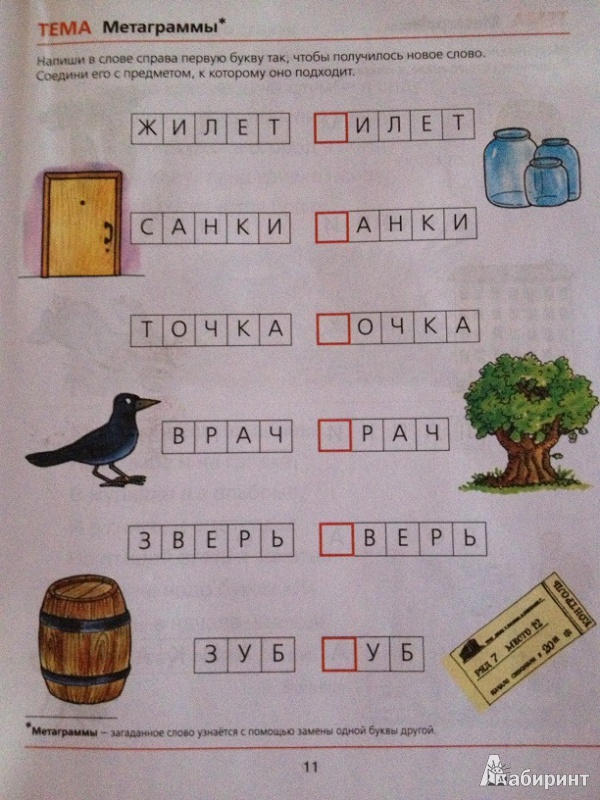 ТЕМА Метаграммы*
Напиши в слове справа первую букву так, чтобы получилось новое слово.
Соедини его с предметом, к которому оно подходит.
ЖИЛЕТ ИЛЕТ
САНКИ АНКИ
ТОЧКА ОЧКА
ВРАЧ РАЧ
ЗВЕРЬ ВЕРЬ
ЗУБ УБ
КОНТРОЛЬ
РЯД 7 МЕСТО 12
*Метаграммы – загаданное слово узнаётся с помощью замены одной буквы другой.
11
Лабиринт